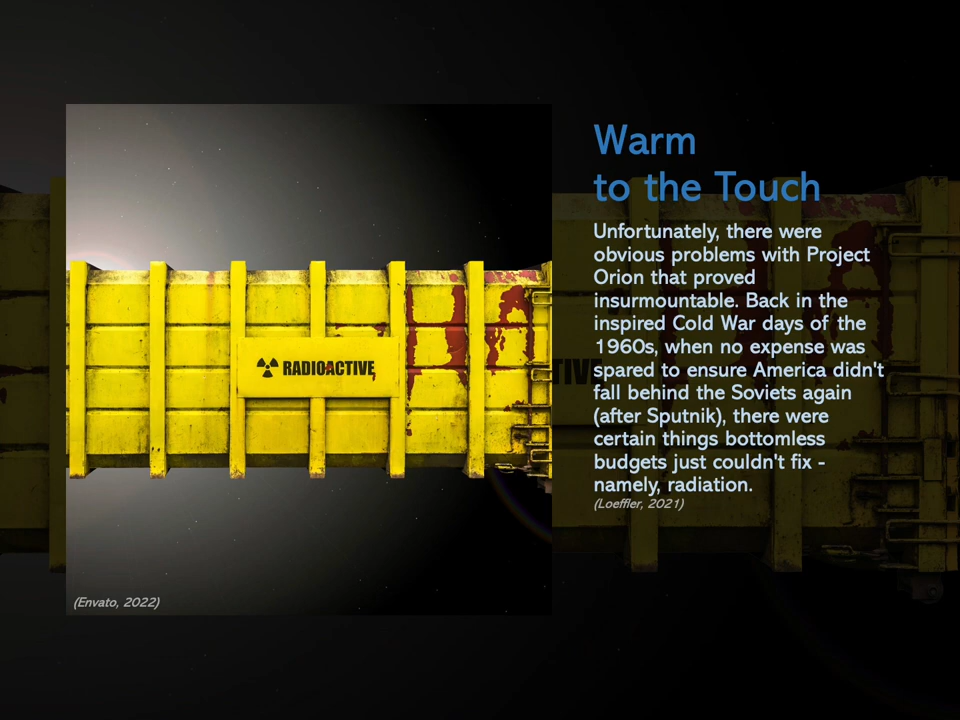 Warm
to the Touch
Unfortunately, there were
obvious problems with Project
Orion that proved
insurmountable. Back in the
inspired Cold War days of the
1960s, when no expense was
spared to ensure America didn't
fall behind the Soviets again
(after Sputnik), there were
certain things bottomless
budgets just couldn't fix -
namely, radiation.
(Loeffler, 2021)
RADIOACTIVE
TIVE
(Envato, 2022)